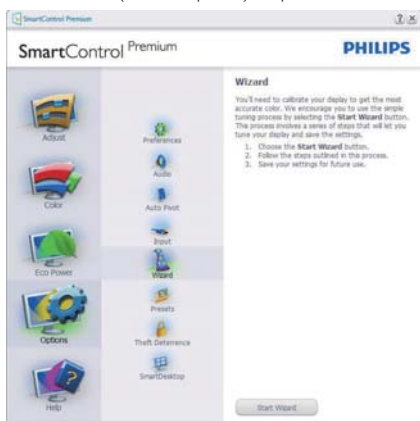 SmartControl Premium
SmartControl Premium
PHILIPS
Adjust
Color
Eco Power
Options
Help
Preferences
Audio
Auto Pivot
Input
Wizard
Presets
Theft Deterrence
SmartDesktop
Wizard
You'll need to calibrate your display to get the most
accurate color. We encourage you to use the simple
tuning process by selecting the Start Wizard button.
The process involves a series of steps that will let you
tune your display and save the settings.
1. Choose the Start Wizard button.
2. Follow the steps outlined in this process.
3. Save your settings for future use.
Start Wizard